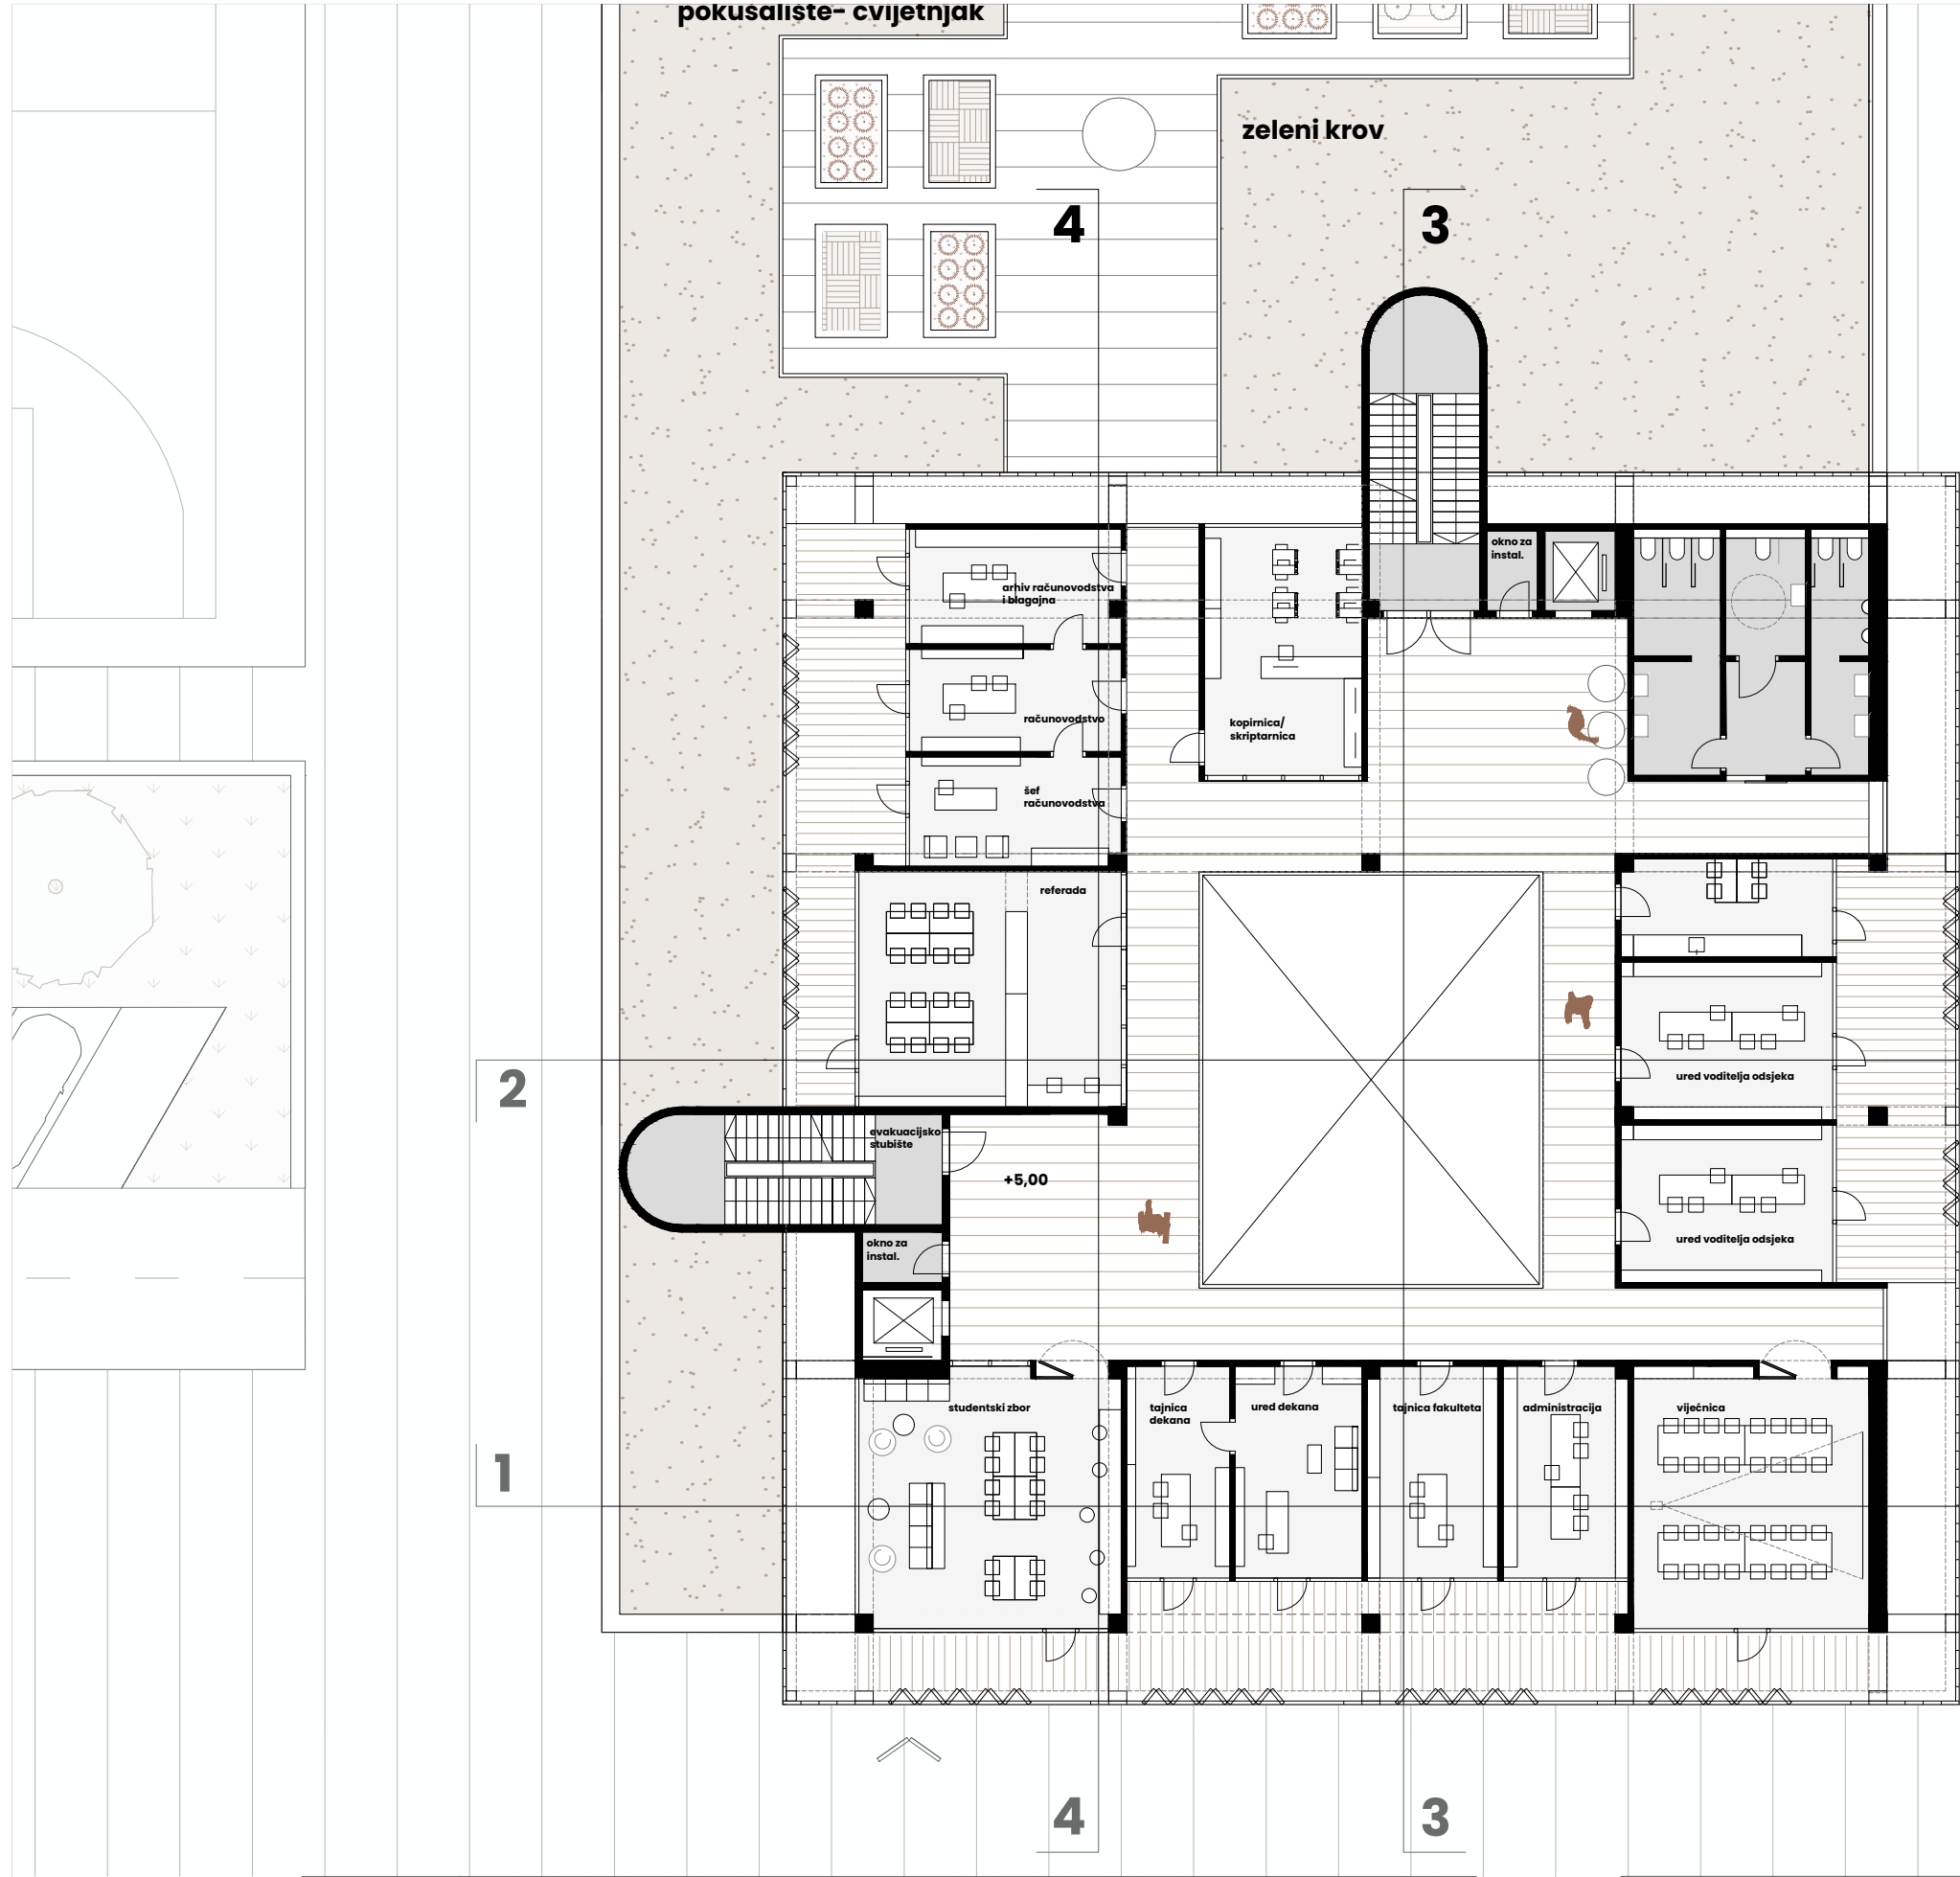 pokušalište- cvijetnjak
zeleni krov
4
3
okno za
instal.
arhiv računovodstva
i blagajna
računovodstvo
kopirnica/
skriptarnica
šef
računovodstva
referada
2
ured voditelja odsjeka
evakuacijsko
stubište
+5,00
ured voditelja odsjeka
okno za
instal.
studentski zbor
tajnica
dekana
ured dekana
tajnica fakulteta
administracija
vijećnica
1
4
3